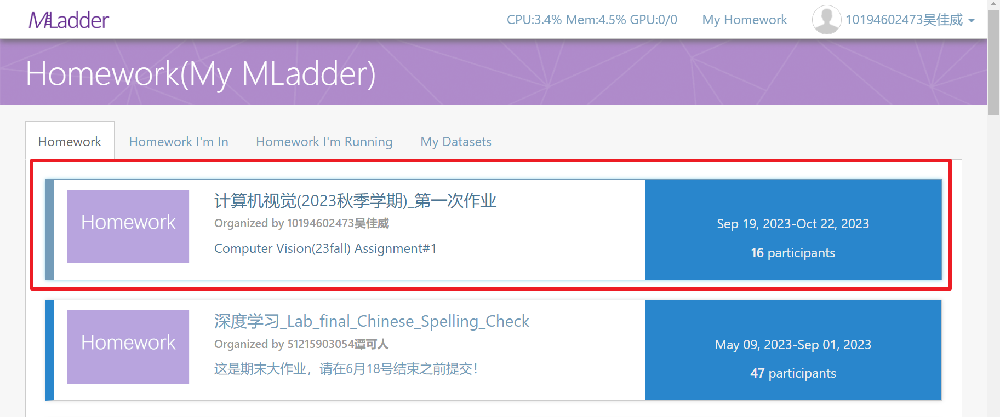 MLadder
CPU:3.4% Mem:4.5% GPU:0/0
My Homework
10194602473吴佳威
Homework(My MLadder)
Homework
Homework I'm In
Homework I'm Running
My Datasets
Homework
计算机视觉(2023秋季学期)_第一次作业
Organized by 10194602473吴佳威
Computer Vision(23fall) Assignment#1
Sep 19, 2023-Oct 22, 2023
16 participants
Homework
深度学习_Lab_final_Chinese_Spelling_Check
Organized by 51215903054谭可人
这是期末大作业，请在6月18号结束之前提交！
May 09, 2023-Sep 01, 2023
47 participants